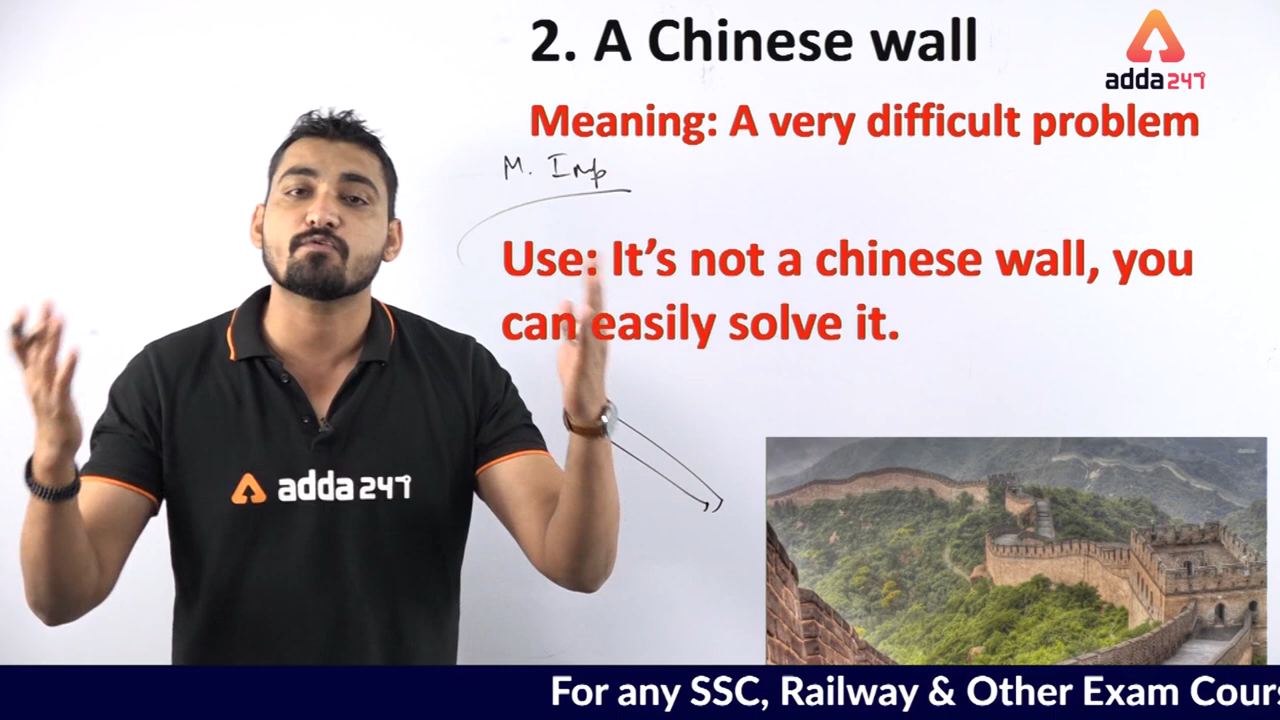 2. A Chinese wall
adda247
Meaning: A very difficult problem
M. Imp
Use: It's not a chinese wall, you
can easily solve it.
adda247
For any SSC, Railway & Other Exam Cours